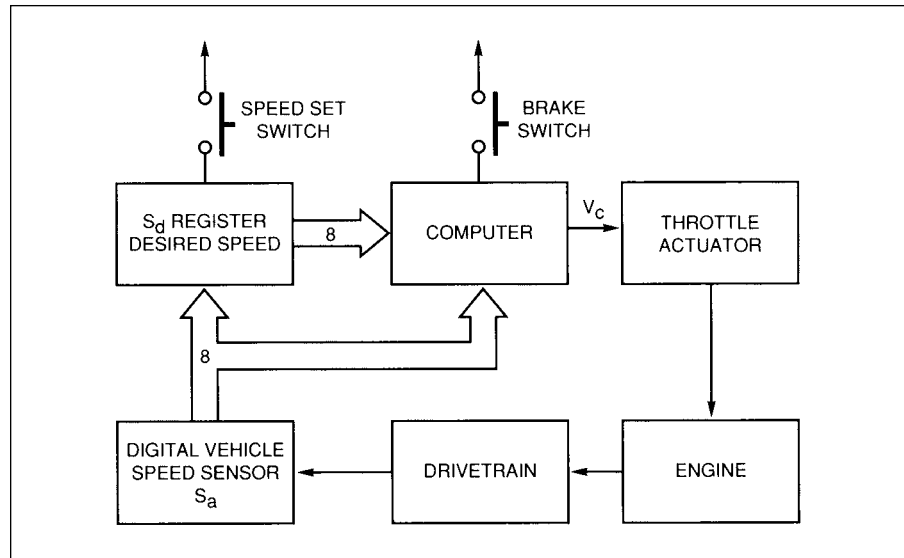 SPEED SET
SWITCH
BRAKE
SWITCH
Sd REGISTER
DESIRED SPEED
8
COMPUTER
Vc
THROTTLE
ACTUATOR
8
DIGITAL VEHICLE
SPEED SENSOR
Sa
DRIVETRAIN
ENGINE